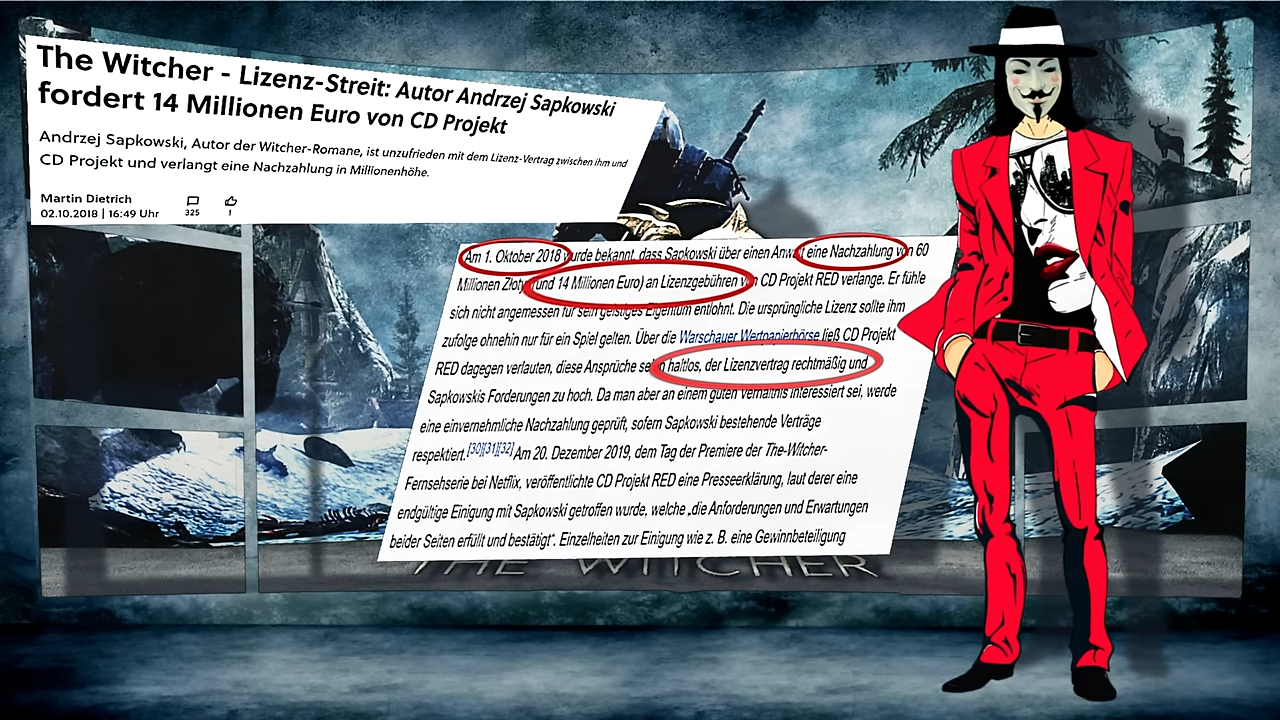 The Witcher - Lizenz-Streit: Autor Andrzej Sapkowski
fordert 14 Millionen Euro von CD Projekt
Andrzej Sapkowski, Autor der Witcher-Romane, ist unzufrieden mit dem Lizenz-Vertrag zwischen ihm und
CD Projekt und verlangt eine Nachzahlung in Millionenhöhe.
Martin Dietrich
02.10.2018 | 16:49 Uhr
325
1
Am 1. Oktober 2018 wurde bekannt, dass Sapkowski über einen Anwalt eine Nachzahlung von 60
Millionen Złoty (rund 14 Millionen Euro) an Lizenzgebühren von CD Projekt RED verlange. Er fühle
sich nicht angemessen für sein geistiges Eigentum entlohnt. Die ursprüngliche Lizenz sollte ihm
zufolge ohnehin nur für ein Spiel gelten. Über die Warschauer Wertpapierbörse ließ CD Projekt
RED dagegen verlauten, diese Ansprüche seien haltlos, der Lizenzvertrag rechtmäßig und
Sapkowskis Forderungen zu hoch. Da man aber an einem guten Verhältnis interessiert sei, werde
eine einvernehmliche Nachzahlung geprüft, sofern Sapkowski bestehende Verträge
respektiert.[30][31][32] Am 20. Dezember 2019, dem Tag der Premiere der The-Witcher-
Fernsehserie bei Netflix, veröffentlichte CD Projekt RED eine Presseerklärung, laut derer eine
endgültige Einigung mit Sapkowski getroffen wurde, welche „die Anforderungen und Erwartungen
beider Seiten erfüllt und bestätigt“. Einzelheiten zur Einigung wie z. B. eine Gewinnbeteiligung
THE WITCHER